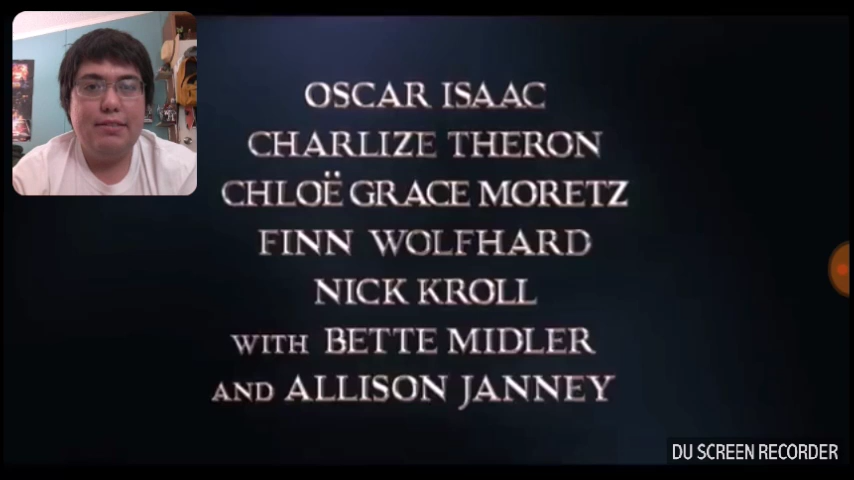 OSCAR ISAAC
CHARLIZE THERON
CHLOË GRACE MORETZ
FINN WOLFHARD
NICK KROLL
WITH BETTE MIDLER
AND ALLISON JANNEY
DU SCREEN RECORDER